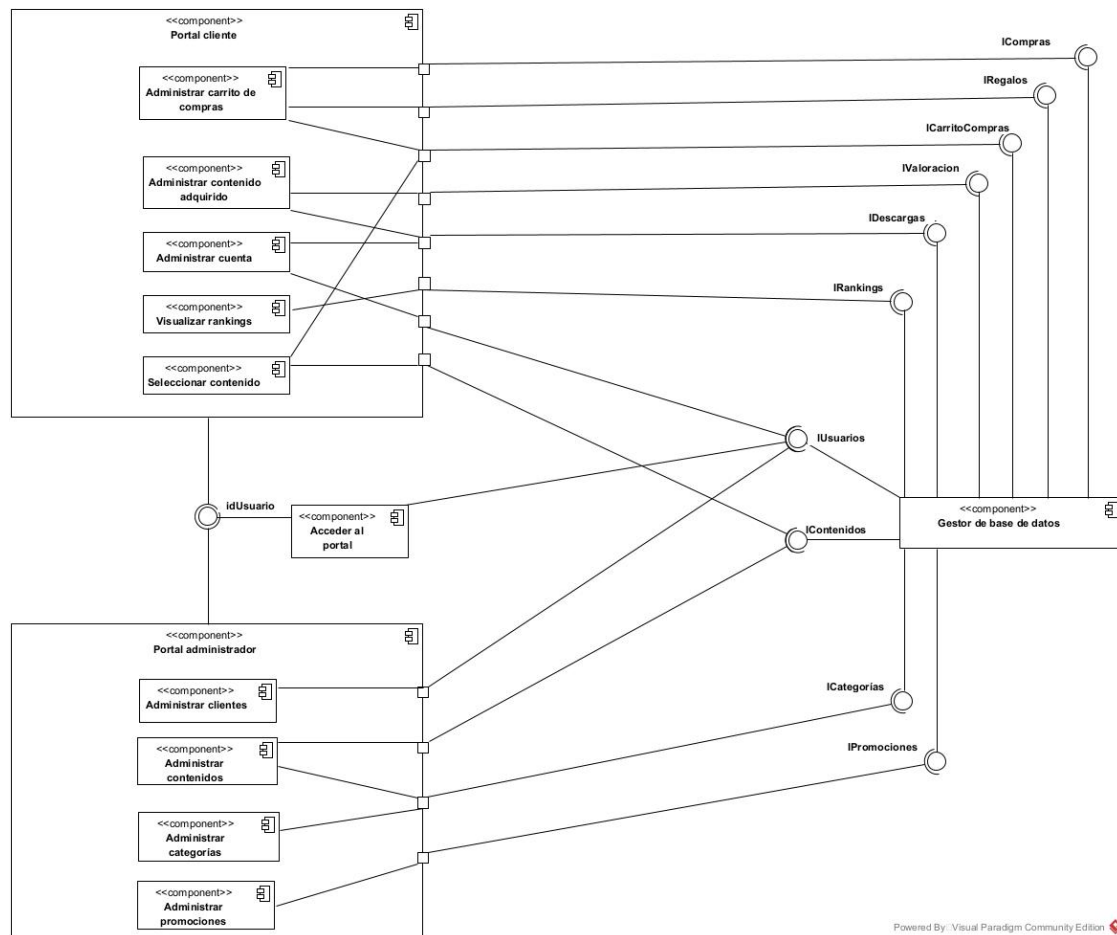 <<component>>
Portal cliente
<<component>>
Administrar carrito de
compras
<<component>>
Administrar contenido
adquirido
<<component>>
Administrar cuenta
<<component>>
Visualizar rankings
<<component>>
Seleccionar contenido
ICompras
IRegalos
ICarritoCompras
IValoracion
IDescargas
IRankings
IUsuarios
idUsuario
<<component>>
Acceder al
portal
IContenidos
<<component>>
Gestor de base de datos
<<component>>
Portal administrador
<<component>>
Administrar clientes
<<component>>
Administrar
contenidos
<<component>>
Administrar
categorías
<<component>>
Administrar
promociones
ICategorías
IPromociones
Powered By Visual Paradigm Community Edition